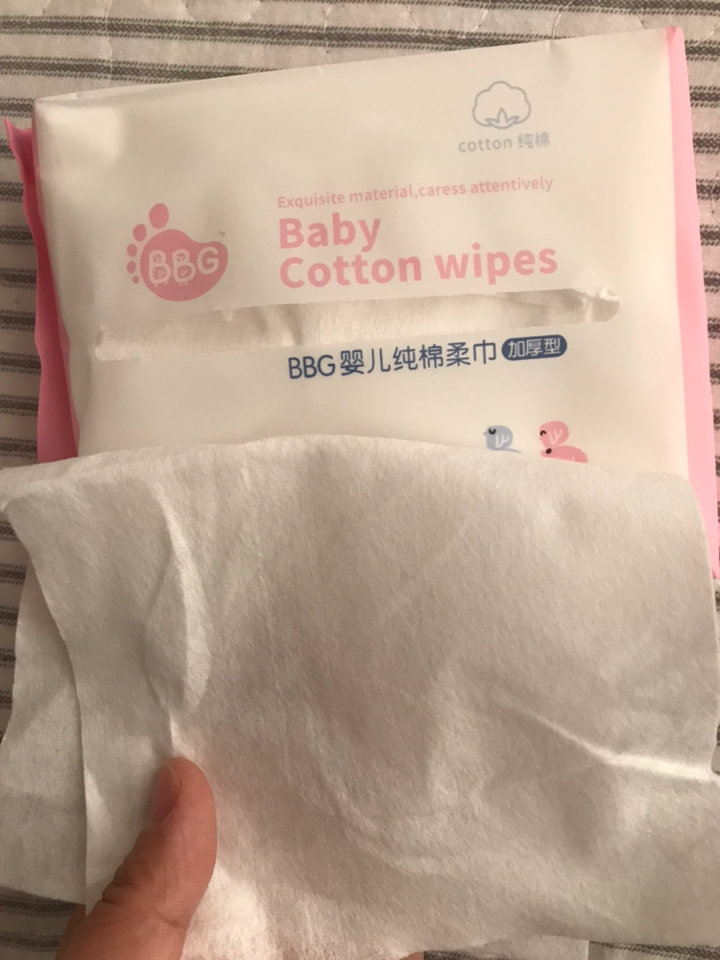 cotton 纯棉
Exquisite material,caress attentively
Baby
Cotton wipes
BBG
TM
BBG婴儿纯棉柔巾 加厚型